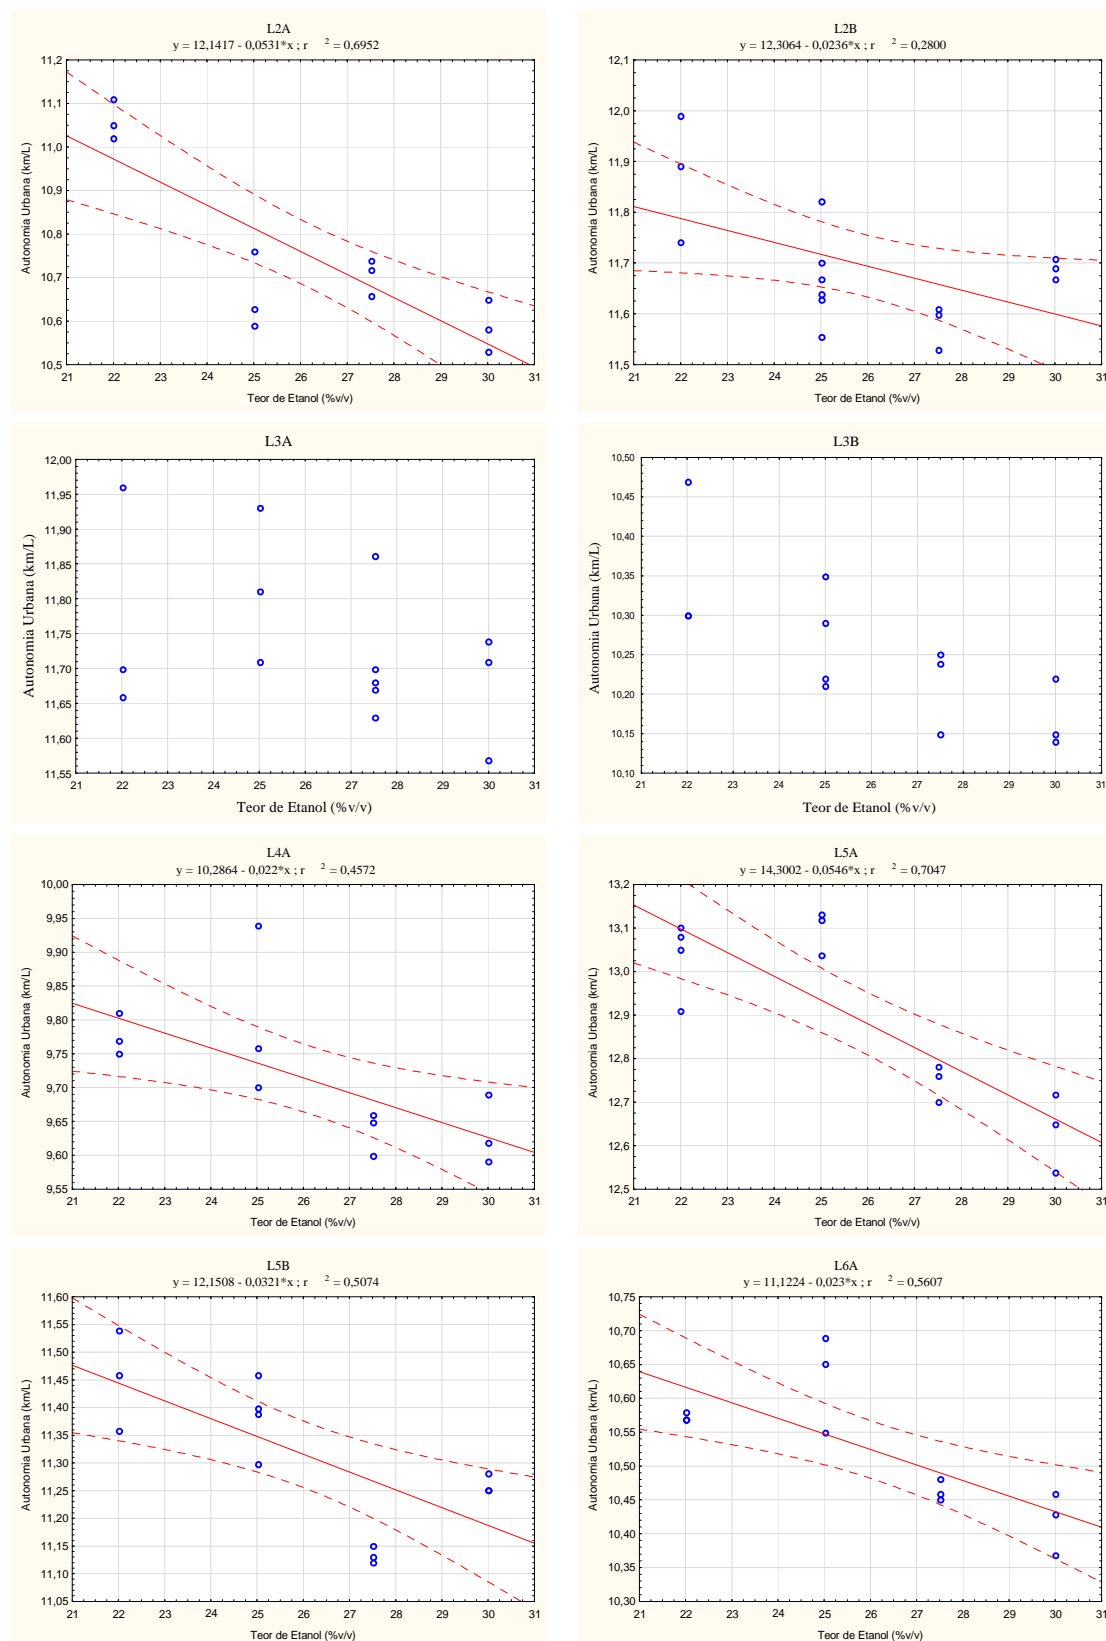 L2A
y = 12,1417 - 0,0531*x ; r 2 = 0,6952
11,2
11,1
11,0
10,9
10,8
10,7
10,6
10,5
21 22 23 24 25 26 27 28 29 30 31
Teor de Etanol (%v/v)
Autonomia Urbana (km/L)
L2B
y = 12,3064 - 0,0236*x ; r 2 = 0,2800
12,1
12,0
11,9
11,8
11,7
11,6
11,5
21 22 23 24 25 26 27 28 29 30 31
Teor de Etanol (%v/v)
Autonomia Urbana (km/L)
L3A
12,00
11,95
11,90
11,85
11,80
11,75
11,70
11,65
11,60
11,55
21 22 23 24 25 26 27 28 29 30 31
Teor de Etanol (%v/v)
Autonomia Urbana (km/L)
L3B
10,50
10,45
10,40
10,35
10,30
10,25
10,20
10,15
10,10
21 22 23 24 25 26 27 28 29 30 31
Teor de Etanol (%v/v)
Autonomia Urbana (km/L)
L4A
y = 10,2864 - 0,022*x ; r 2 = 0,4572
10,00
9,95
9,90
9,85
9,80
9,75
9,70
9,65
9,60
9,55
21 22 23 24 25 26 27 28 29 30 31
Teor de Etanol (%v/v)
Autonomia Urbana (km/L)
L5A
y = 14,3002 - 0,0546*x ; r 2 = 0,7047
13,2
13,1
13,0
12,9
12,8
12,7
12,6
12,5
21 22 23 24 25 26 27 28 29 30 31
Teor de Etanol (%v/v)
Autonomia Urbana (km/L)
L5B
y = 12,1508 - 0,0321*x ; r 2 = 0,5074
11,60
11,55
11,50
11,45
11,40
11,35
11,30
11,25
11,20
11,15
11,10
11,05
21 22 23 24 25 26 27 28 29 30 31
Teor de Etanol (%v/v)
Autonomia Urbana (km/L)
L6A
y = 11,1224 - 0,023*x ; r 2 = 0,5607
10,75
10,70
10,65
10,60
10,55
10,50
10,45
10,40
10,35
10,30
21 22 23 24 25 26 27 28 29 30 31
Teor de Etanol (%v/v)
Autonomia Urbana (km/L)